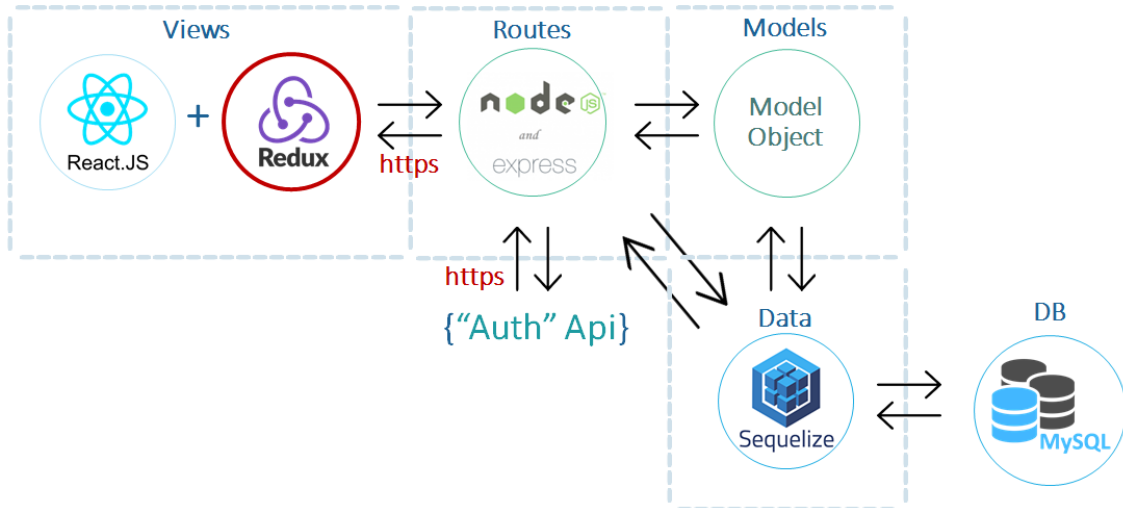 Views
Routes
Models
React.JS
+
Redux
https
node
JS
and
express
Model
Object
https
{“Auth” Api}
Data
Sequelize
DB
MySQL